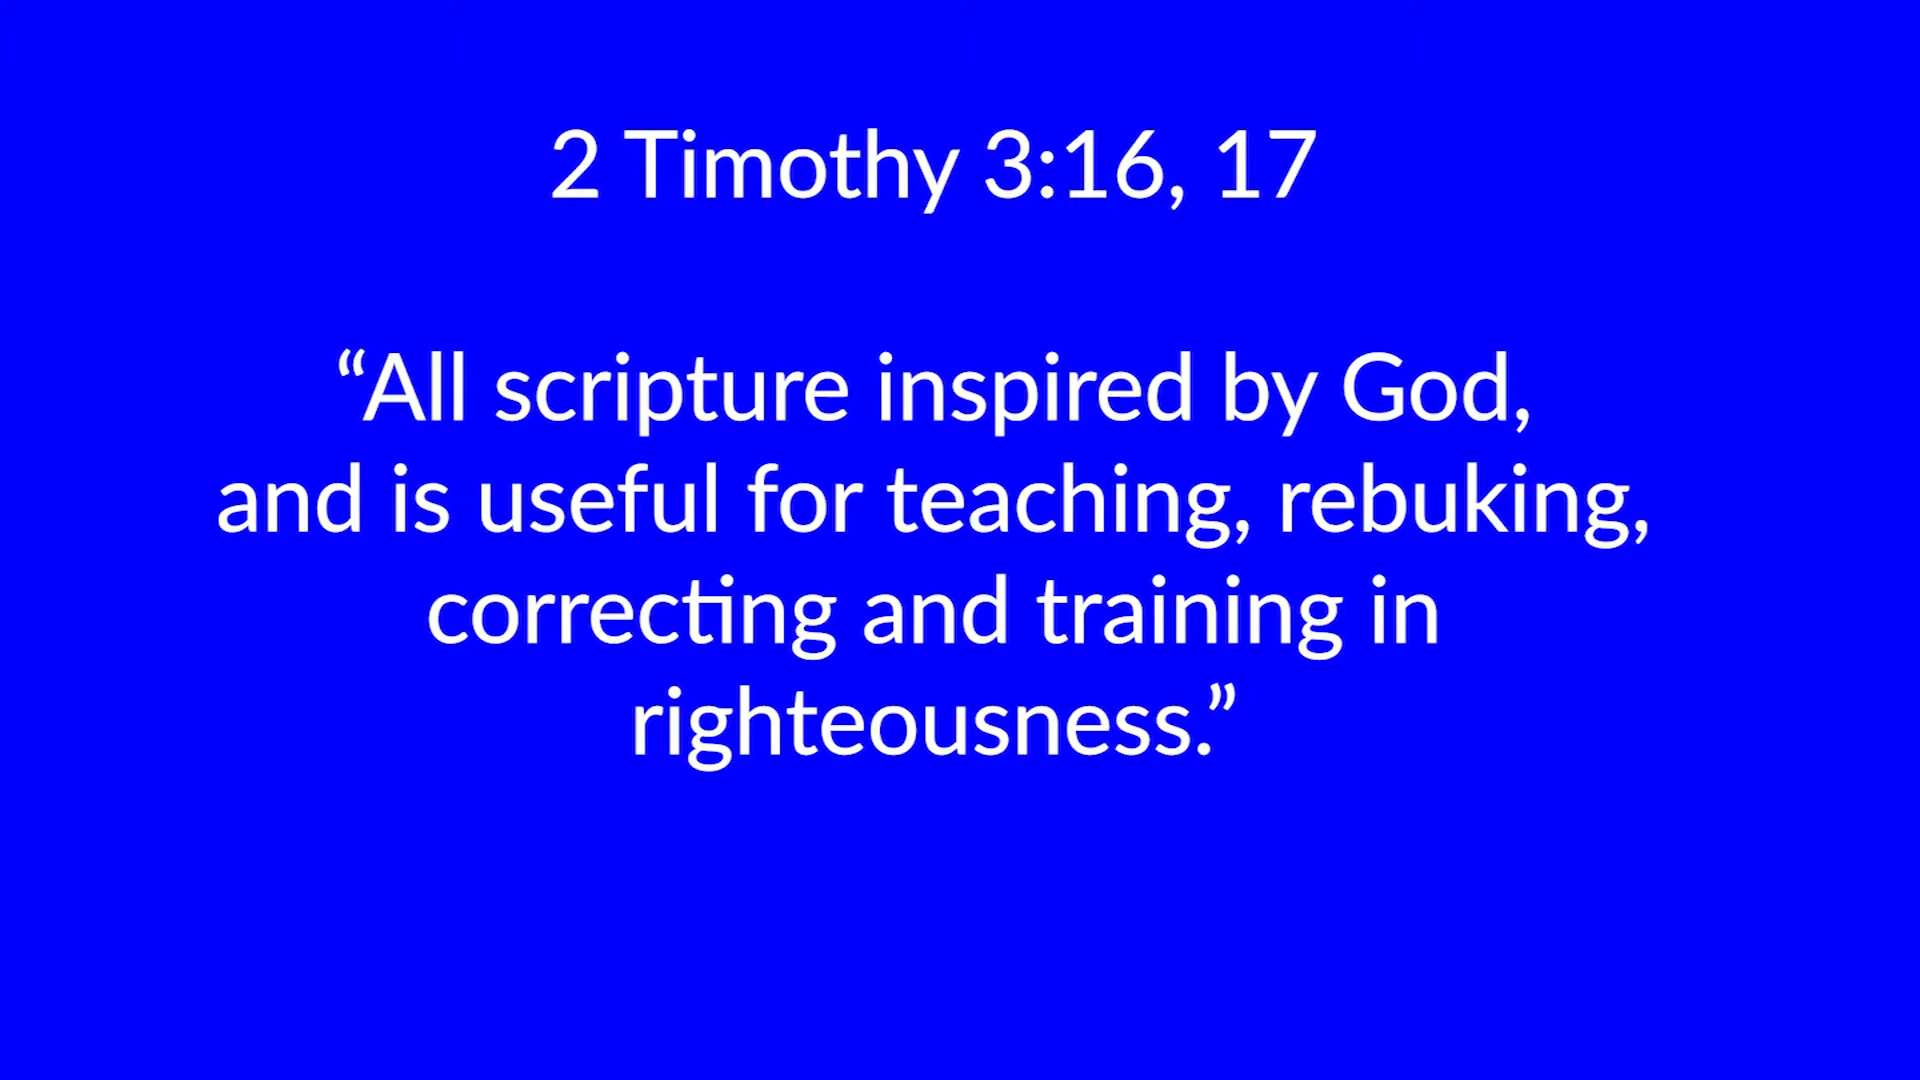 2 Timothy 3:16, 17
“All scripture inspired by God,
and is useful for teaching, rebuking,
correcting and training in
righteousness.”